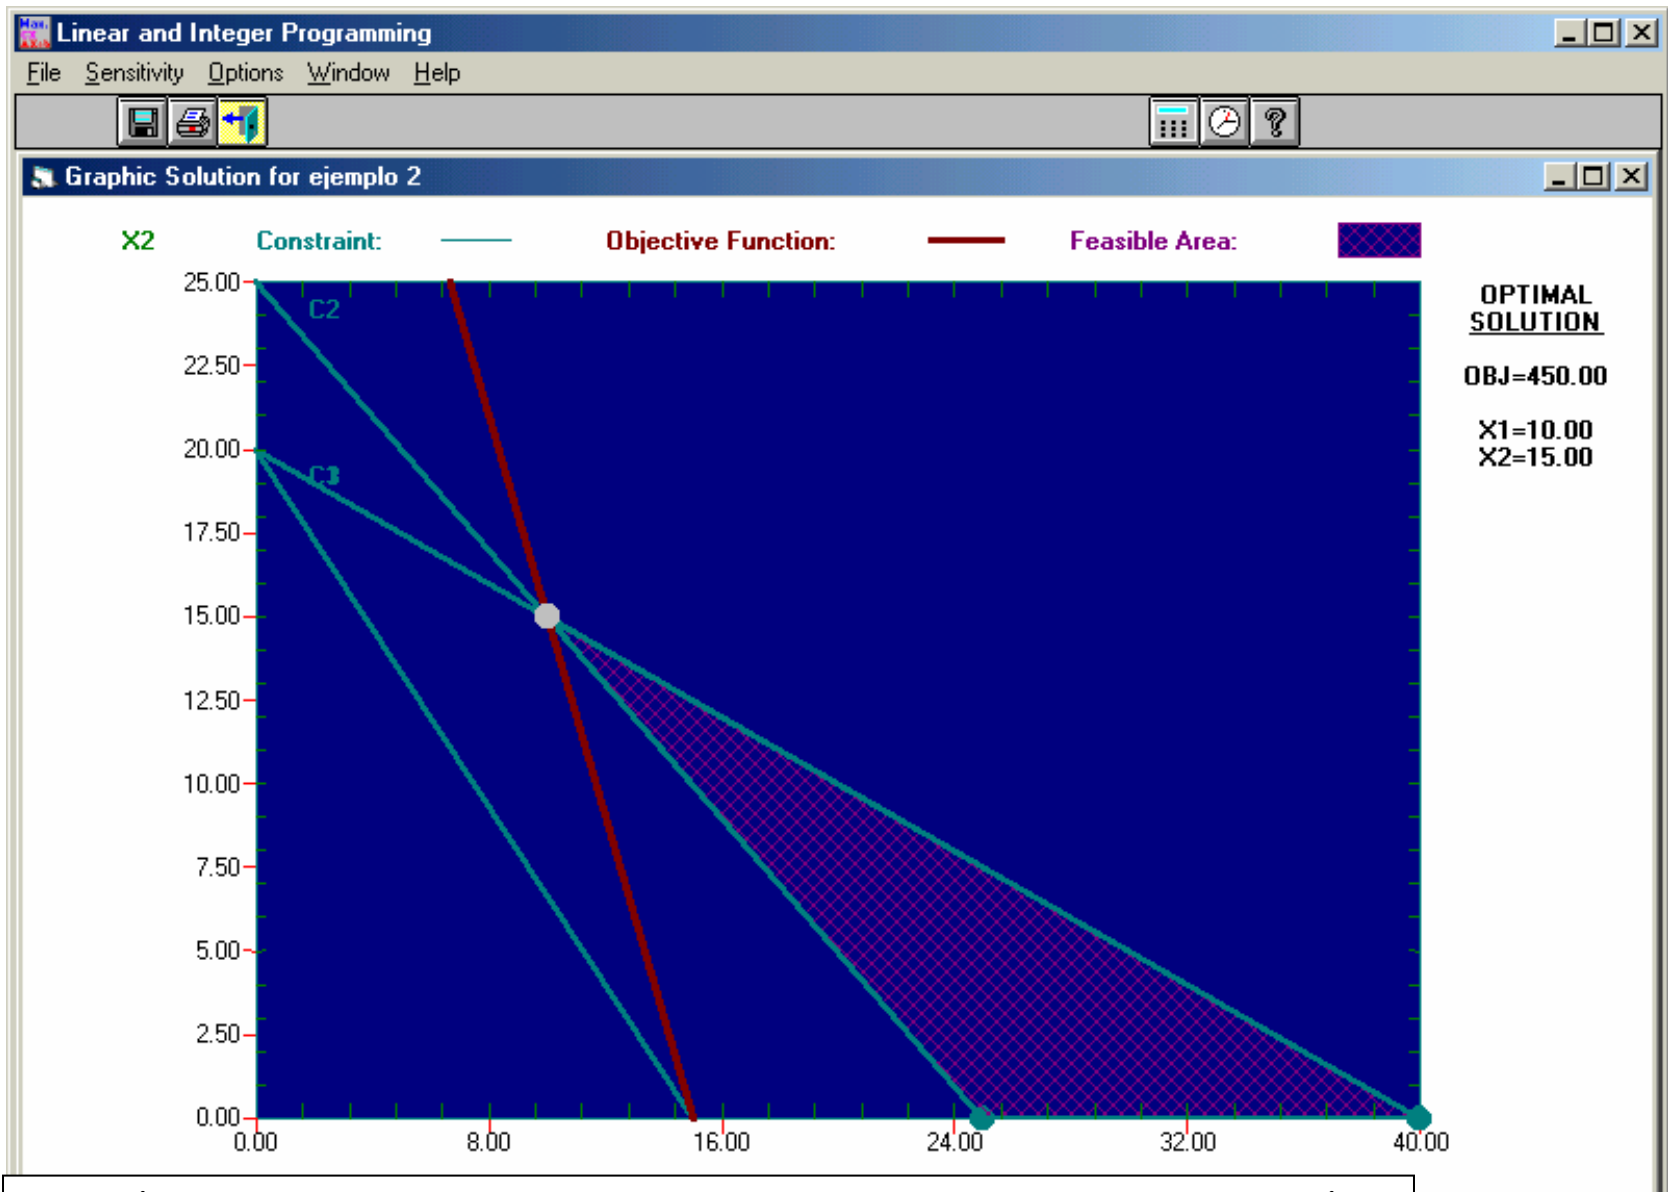 Linear and Integer Programming
File Sensitivity Options Window Help
Graphic Solution for ejemplo 2
X2 Constraint: Objective Function: Feasible Area:
OPTIMAL
SOLUTION
OBJ=450.00
X1=10.00
X2=15.00
25.00
22.50
20.00
17.50
15.00
12.50
10.00
7.50
5.00
2.50
0.00
C2
C3
0.00 8.00 16.00 24.00 32.00 40.00